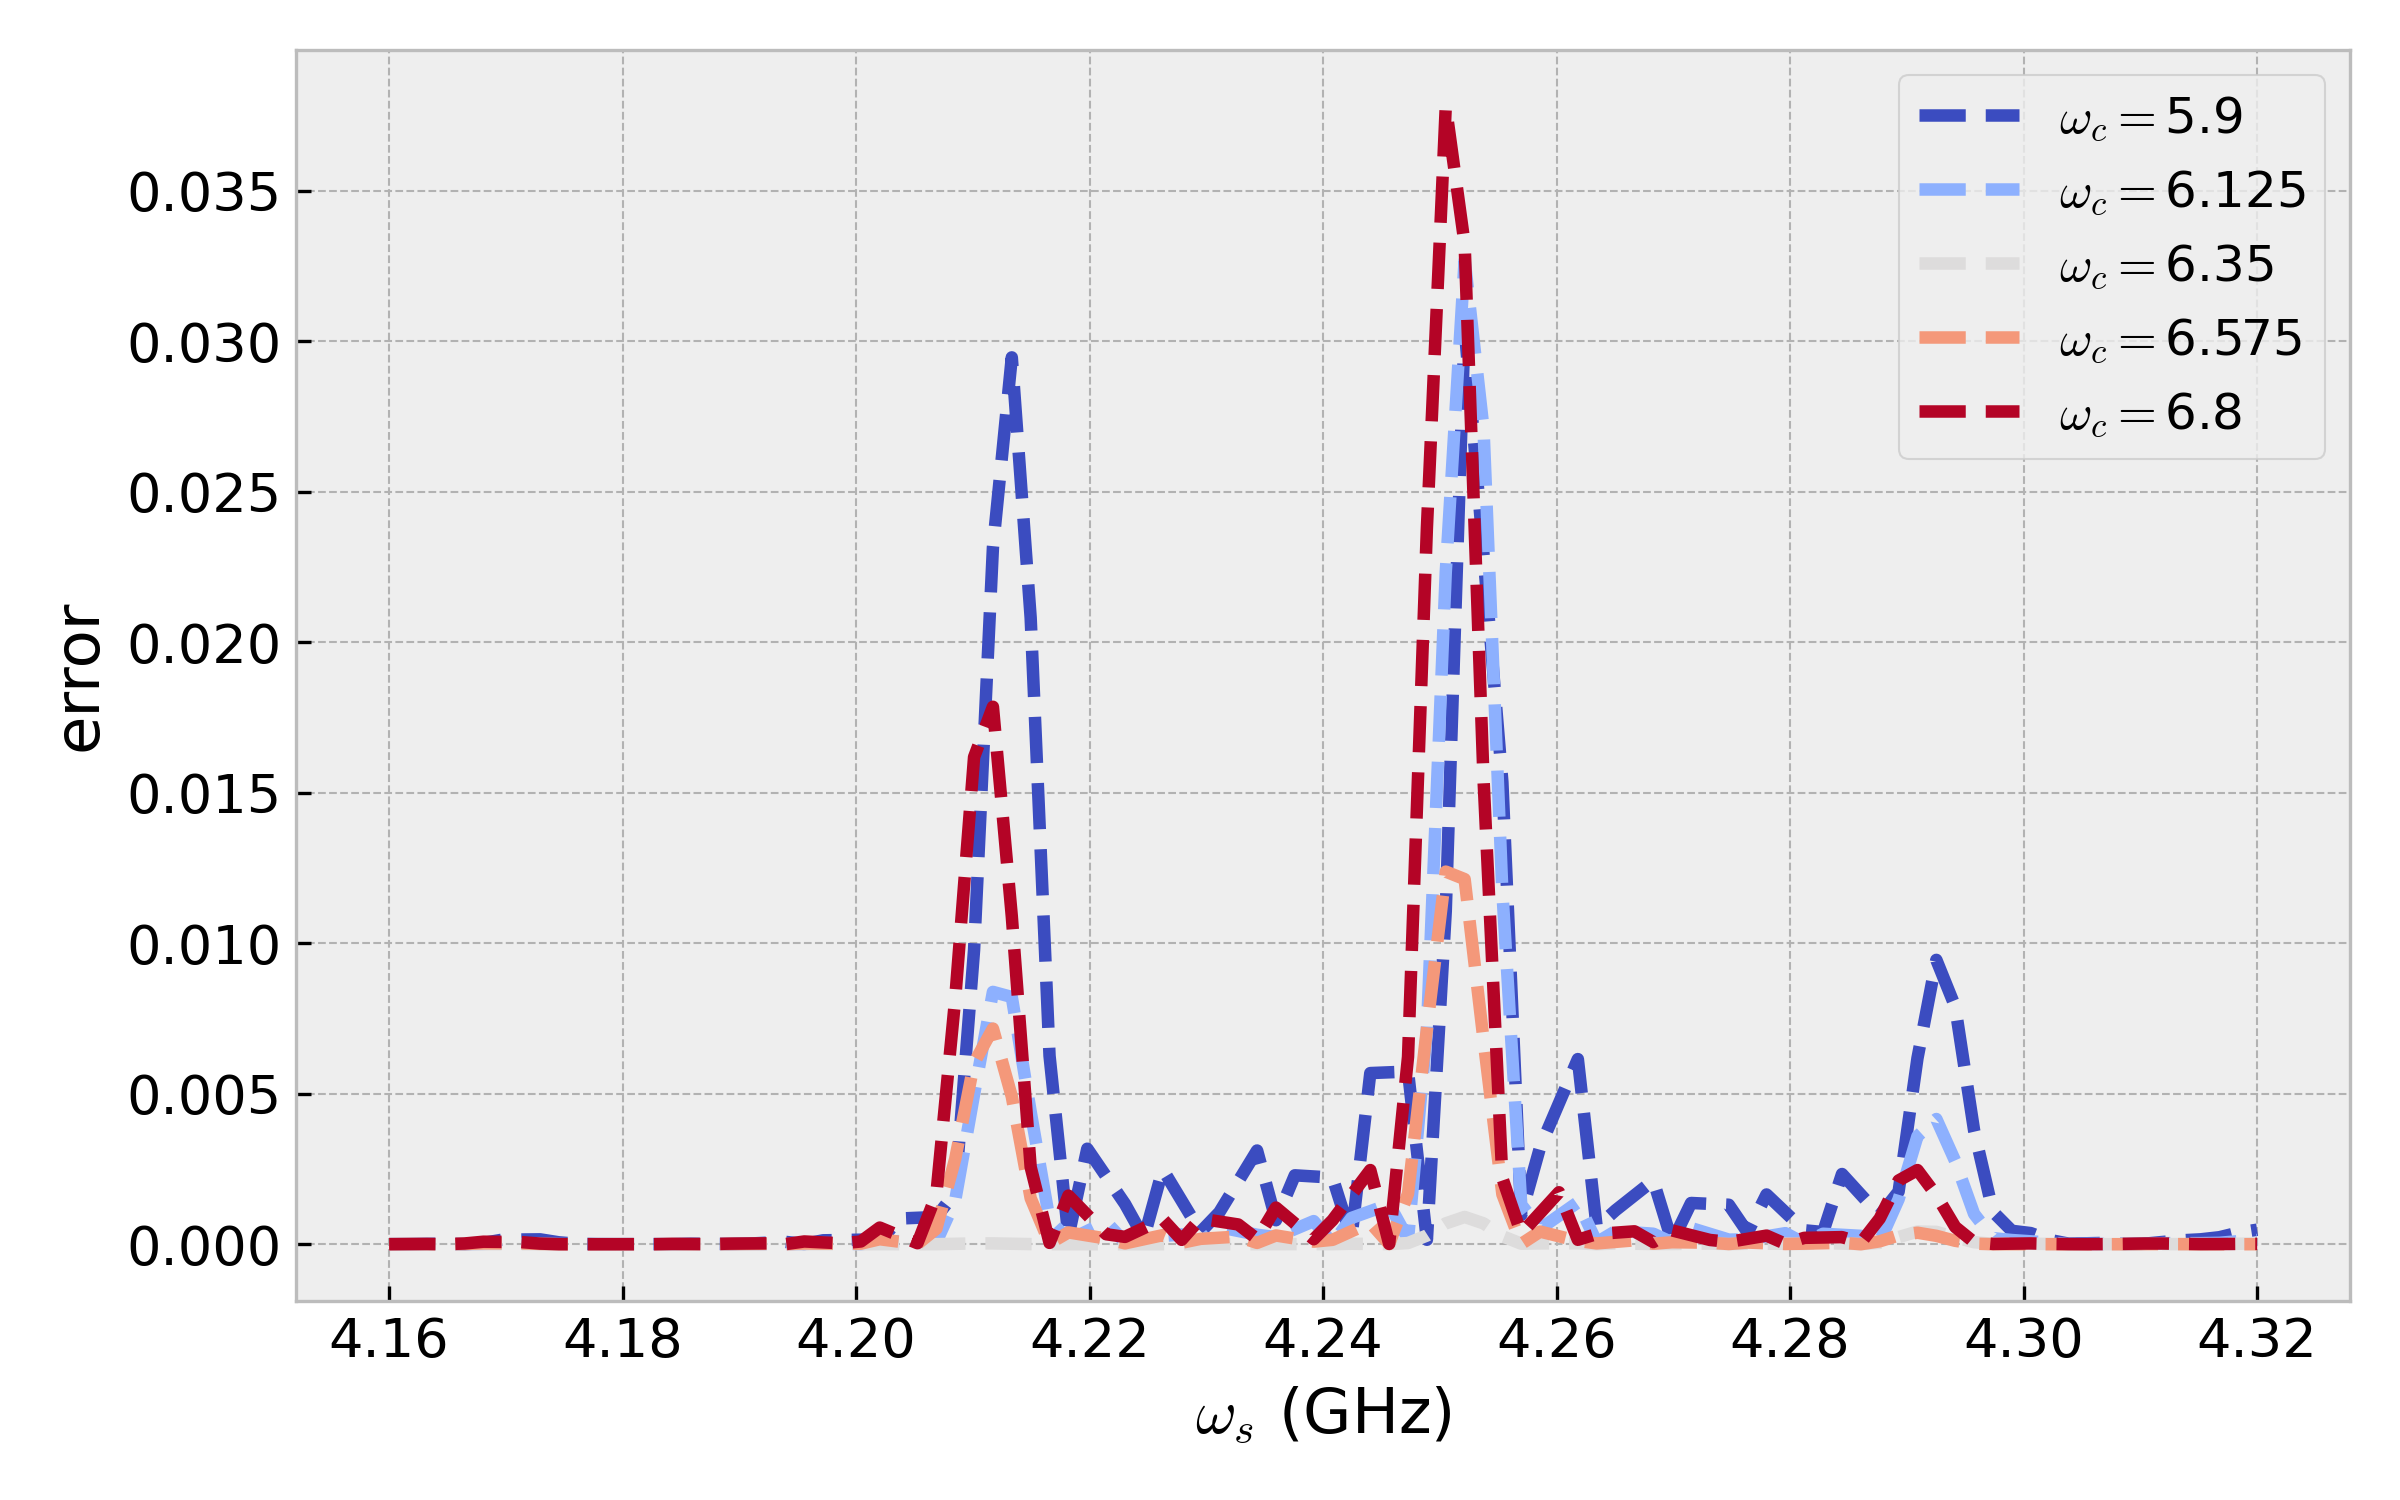 error
0.035
0.030
0.025
0.020
0.015
0.010
0.005
0.000
4.16 4.18 4.20 4.22 4.24 4.26 4.28 4.30 4.32
ω_s (GHz)
ω_c = 5.9
ω_c = 6.125
ω_c = 6.35
ω_c = 6.575
ω_c = 6.8